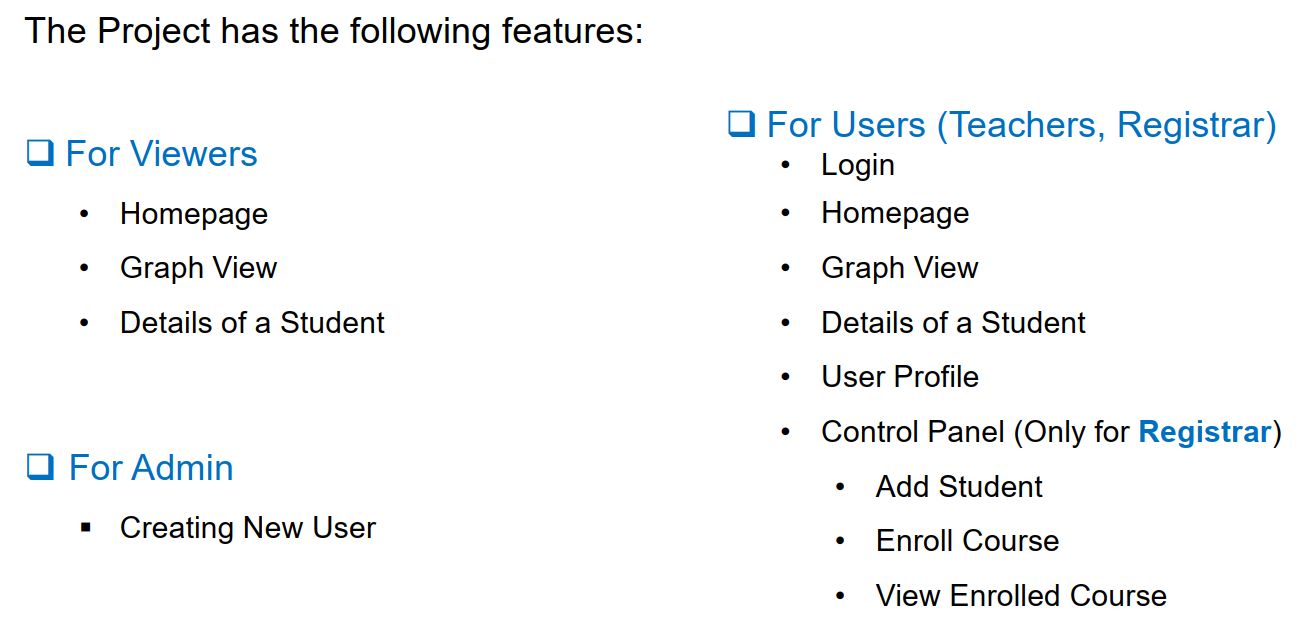 The Project has the following features:
❑ For Viewers
• Homepage
• Graph View
• Details of a Student
❑ For Admin
▪ Creating New User
❑ For Users (Teachers, Registrar)
• Login
• Homepage
• Graph View
• Details of a Student
• User Profile
• Control Panel (Only for Registrar)
• Add Student
• Enroll Course
• View Enrolled Course